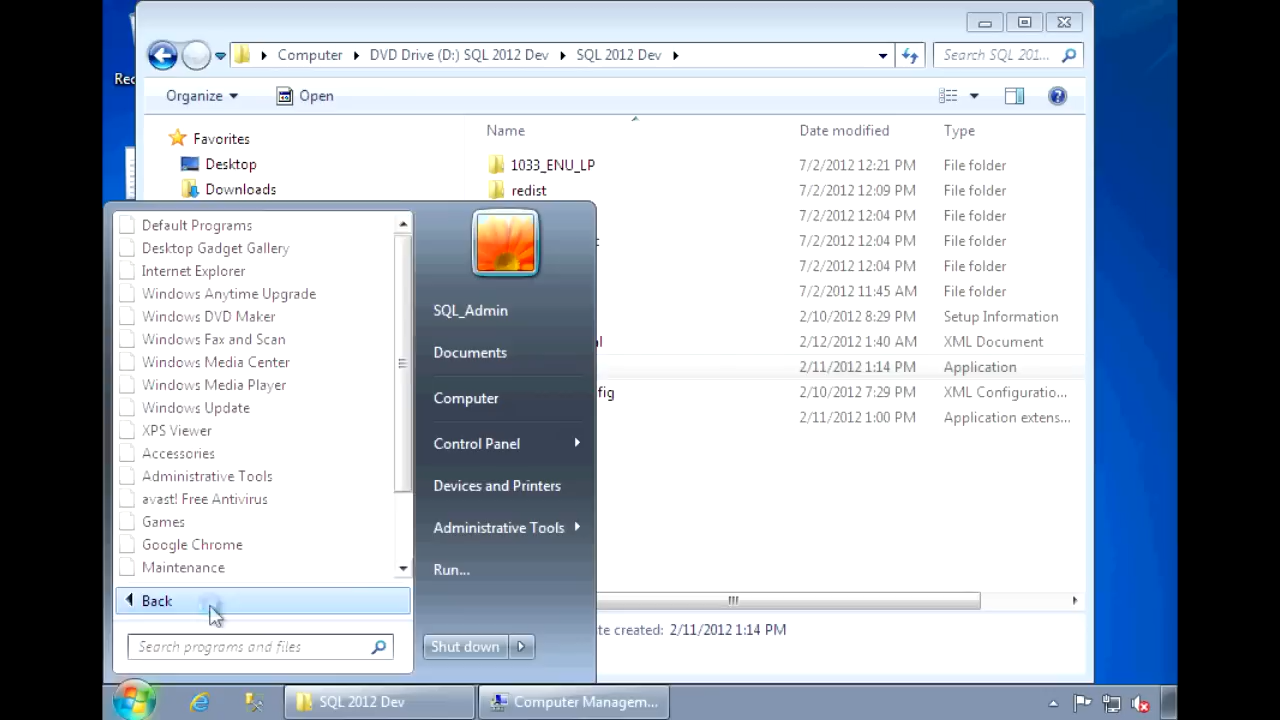 Rec
Computer DVD Drive (D:) SQL 2012 Dev SQL 2012 Dev
Search SQL 201...
Organize Open
Name Date modified Type
Favorites
Desktop
Downloads
1033_ENU_LP 7/2/2012 12:21 PM File folder
redist 7/2/2012 12:09 PM File folder
7/2/2012 12:04 PM File folder
t 7/2/2012 12:04 PM File folder
7/2/2012 12:04 PM File folder
7/2/2012 11:45 AM File folder
2/10/2012 8:29 PM Setup Information
al 2/12/2012 1:40 AM XML Document
2/11/2012 1:14 PM Application
fig 2/10/2012 7:29 PM XML Configuratio...
2/11/2012 1:00 PM Application extens...
te created: 2/11/2012 1:14 PM
Default Programs
Desktop Gadget Gallery
Internet Explorer
Windows Anytime Upgrade
Windows DVD Maker
Windows Fax and Scan
Windows Media Center
Windows Media Player
Windows Update
XPS Viewer
Accessories
Administrative Tools
avast! Free Antivirus
Games
Google Chrome
Maintenance
Back
Search programs and files
SQL_Admin
Documents
Computer
Control Panel
Devices and Printers
Administrative Tools
Run...
Shut down
SQL 2012 Dev
Computer Managem...